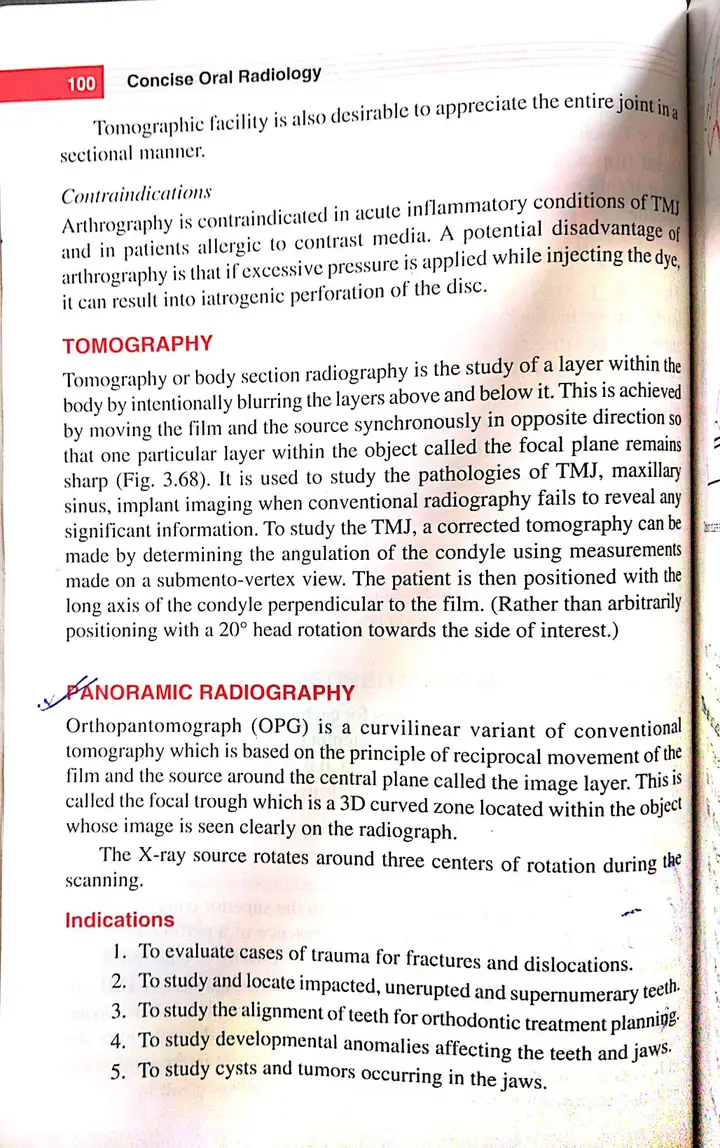 100 Concise Oral Radiology
Tomographic facility is also desirable to appreciate the entire joint in a
sectional manner.
Contraindications
Arthrography is contraindicated in acute inflammatory conditions of TMJ
and in patients allergic to contrast media. A potential disadvantage of
arthrography is that if excessive pressure is applied while injecting the dye,
it can result into iatrogenic perforation of the disc.
TOMOGRAPHY
Tomography or body section radiography is the study of a layer within the
body by intentionally blurring the layers above and below it. This is achieved
by moving the film and the source synchronously in opposite direction so
that one particular layer within the object called the focal plane remains
sharp (Fig. 3.68). It is used to study the pathologies of TMJ, maxillary
sinus, implant imaging when conventional radiography fails to reveal any
significant information. To study the TMJ, a corrected tomography can be
made by determining the angulation of the condyle using measurements
made on a submento-vertex view. The patient is then positioned with the
long axis of the condyle perpendicular to the film. (Rather than arbitrarily
positioning with a 20° head rotation towards the side of interest.)
PANORAMIC RADIOGRAPHY
Orthopantomograph (OPG) is a curvilinear variant of conventional
tomography which is based on the principle of reciprocal movement of the
film and the source around the central plane called the image layer. This is
called the focal trough which is a 3D curved zone located within the object
whose image is seen clearly on the radiograph.
The X-ray source rotates around three centers of rotation during the
scanning.
Indications
1. To evaluate cases of trauma for fractures and dislocations.
2. To study and locate impacted, unerupted and supernumerary teeth.
3. To study the alignment of teeth for orthodontic treatment planning.
4. To study developmental anomalies affecting the teeth and jaws.
5. To study cysts and tumors occurring in the jaws.